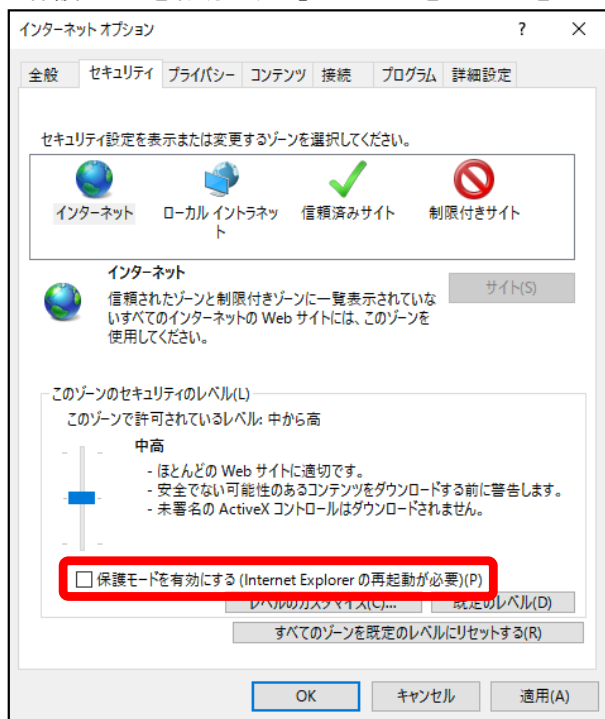 インターネット オプション ? ×
全般 セキュリティ プライバシー コンテンツ 接続 プログラム 詳細設定
セキュリティ設定を表示または変更するゾーンを選択してください。
インターネット ローカル イントラネッ 信頼済みサイト 制限付きサイト
ト
インターネット
信頼されたゾーンと制限付きゾーンに一覧表示されていな サイト(S)
いすべてのインターネットの Web サイトには、このゾーンを
使用してください。
このゾーンのセキュリティのレベル(L)
このゾーンで許可されているレベル: 中から高
中高
- ほとんどの Web サイトに適切です。
- 安全でない可能性のあるコンテンツをダウンロードする前に警告します。
- 未署名の ActiveX コントロールはダウンロードされません。
保護モードを有効にする (Internet Explorer の再起動が必要)(P)
レベルのカスタマイズ(C)... 既定のレベル(D)
すべてのゾーンを既定のレベルにリセットする(R)
OK キャンセル 適用(A)